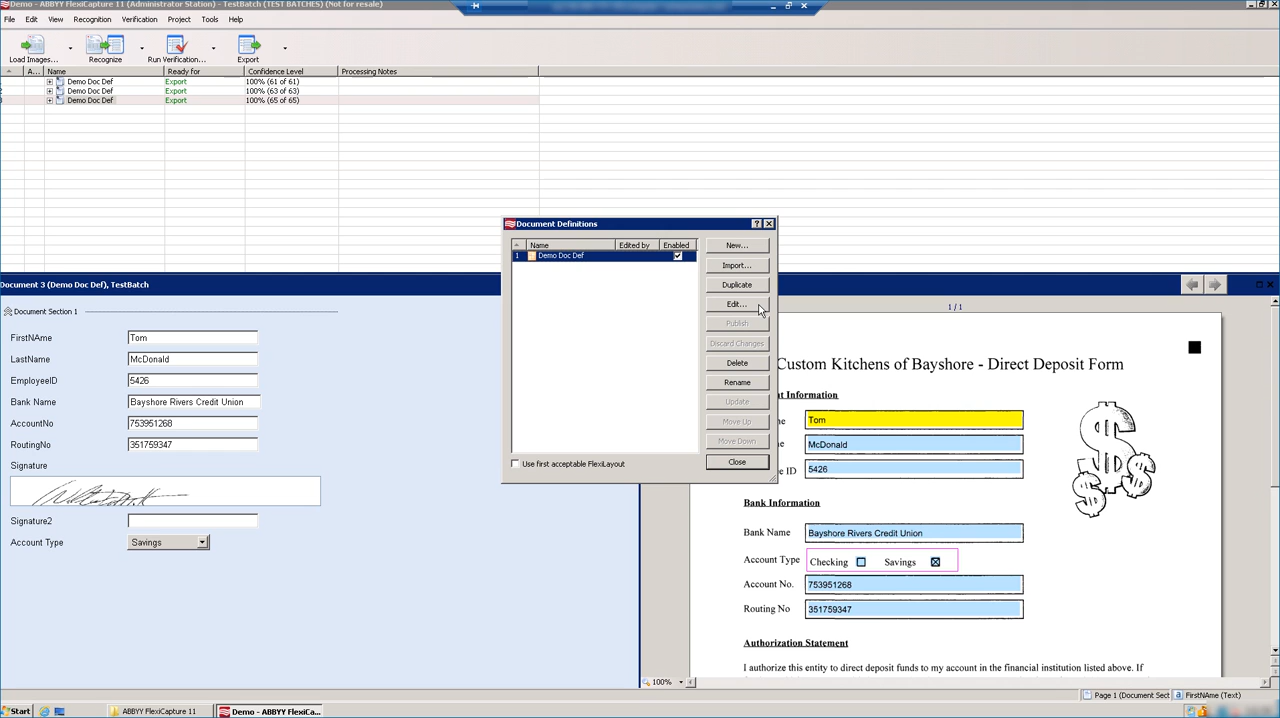 Demo - ABBYY FlexiCapture 11 (Administrator Station) - TestBatch (TEST BATCHES) (Not for resale)
File Edit View Recognition Verification Project Tools Help
Load Images... Recognize Run Verification... Export
A... Name Ready for Confidence Level Processing Notes
Demo Doc Def Export 100% (61 of 61)
2 Demo Doc Def Export 100% (63 of 63)
3 Demo Doc Def Export 100% (65 of 65)
Document Definitions
Name Edited by Enabled
1 Demo Doc Def
New...
Import...
Duplicate
Edit...
Publish
Discard Changes
Delete
Rename
Update
Move Up
Move Down
Use first acceptable FlexiLayout
Close
Document 3 (Demo Doc Def), TestBatch
Document Section 1
FirstNAme Tom
LastName McDonald
EmployeeID 5426
Bank Name Bayshore Rivers Credit Union
AccountNo 753951268
RoutingNo 351759347
Signature
Signature2
Account Type Savings
1 / 1
Custom Kitchens of Bayshore - Direct Deposit Form
Information
Tom
McDonald
ID 5426
Bank Information
Bank Name Bayshore Rivers Credit Union
Account Type Checking Savings
Account No. 753951268
Routing No 351759347
Authorization Statement
I authorize this entity to direct deposit funds to my account in the financial institution listed above. If
100%
Page 1 (Document Sect FirstNAme (Text)
Start ABBYY FlexiCapture 11 Demo - ABBYY FlexiCa...